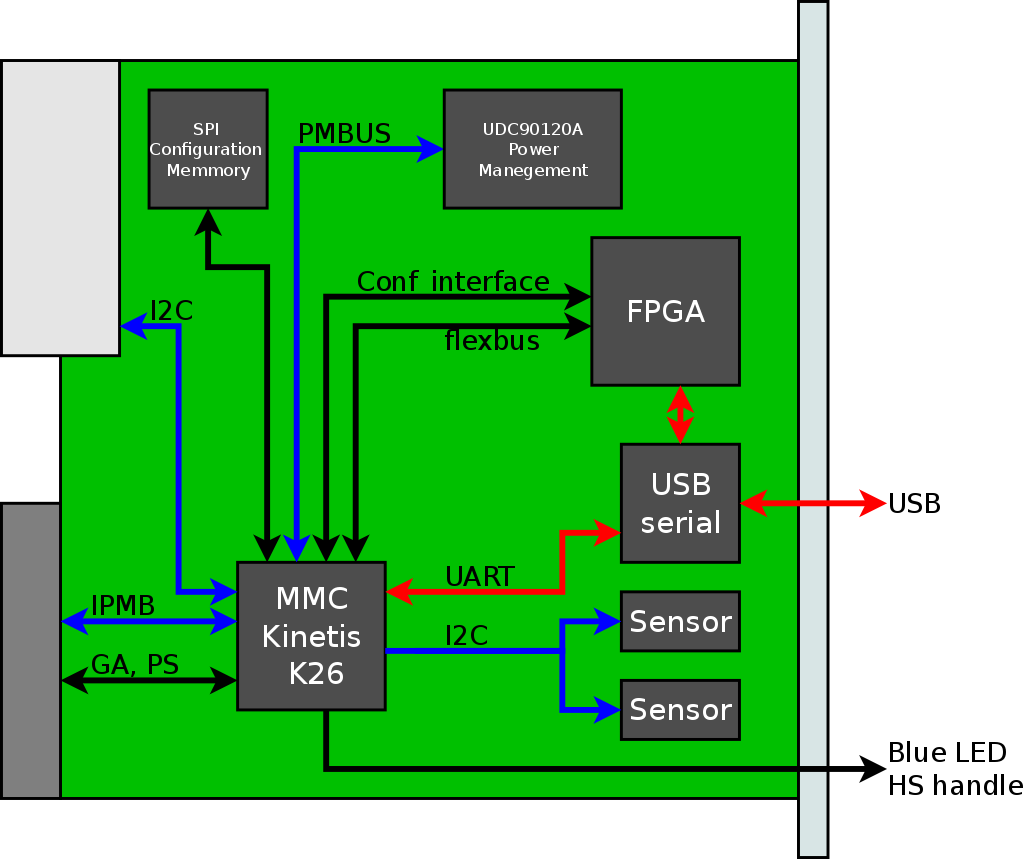 SPI
Configuration
Memmory
PMBUS
UDC90120A
Power
Manegement
I2C
Conf interface
flexbus
FPGA
USB
serial
USB
UART
MMC
Kinetis
K26
IPMB
GA, PS
I2C
Sensor
Sensor
Blue LED
HS handle